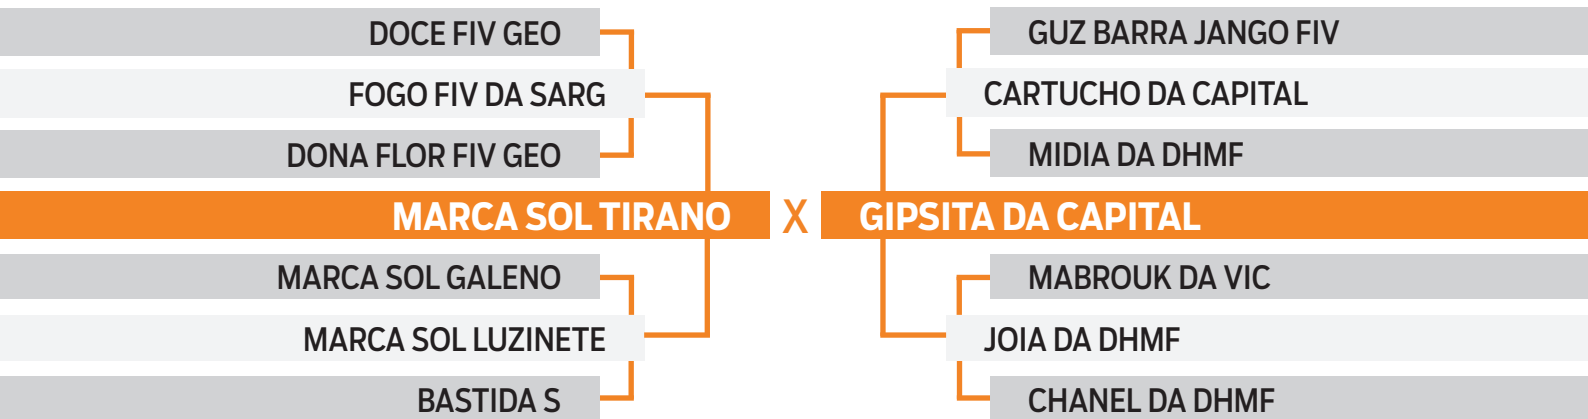 DOCE FIV GEO
FOGO FIV DA SARG
DONA FLOR FIV GEO
MARCA SOL TIRANO
MARCA SOL GALENO
MARCA SOL LUZINETE
BASTIDA S
X
GUZ BARRA JANGO FIV
CARTUCHO DA CAPITAL
MIDIA DA DHMF
GIPSITA DA CAPITAL
MABROUK DA VIC
JOIA DA DHMF
CHANEL DA DHMF